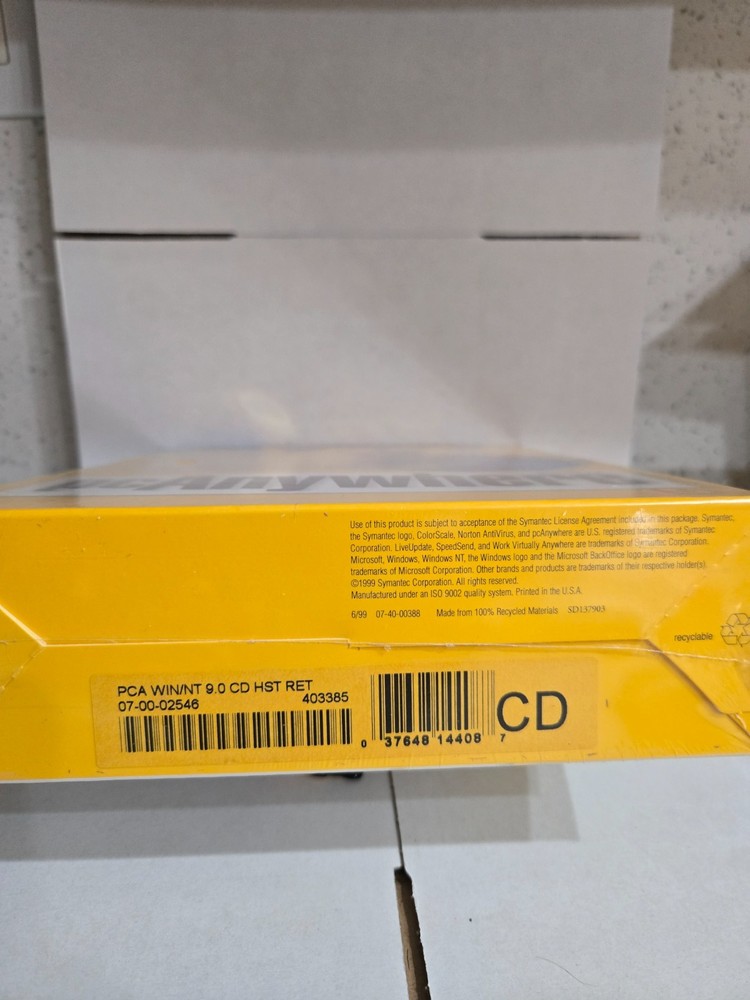 pcAnywhere
Use of this product is subject to acceptance of the Symantec License Agreement included in this package. Symantec,
the Symantec logo, ColorScale, Norton AntiVirus, and pcAnywhere are U.S. registered trademarks of Symantec
Corporation. LiveUpdate, SpeedSend, and Work Virtually Anywhere are trademarks of Symantec Corporation.
Microsoft, Windows, Windows NT, the Windows logo and the Microsoft BackOffice logo are registered
trademarks of Microsoft Corporation. Other brands and products are trademarks of their respective holder(s).
©1999 Symantec Corporation. All rights reserved.
Manufactured under an ISO 9002 quality system. Printed in the U.S.A.
6/99 07-40-00388 Made from 100% Recycled Materials SD137903
recyclable
PCA WIN/NT 9.0 CD HST RET
07-00-02546 403385
0 37648 14408 7
CD